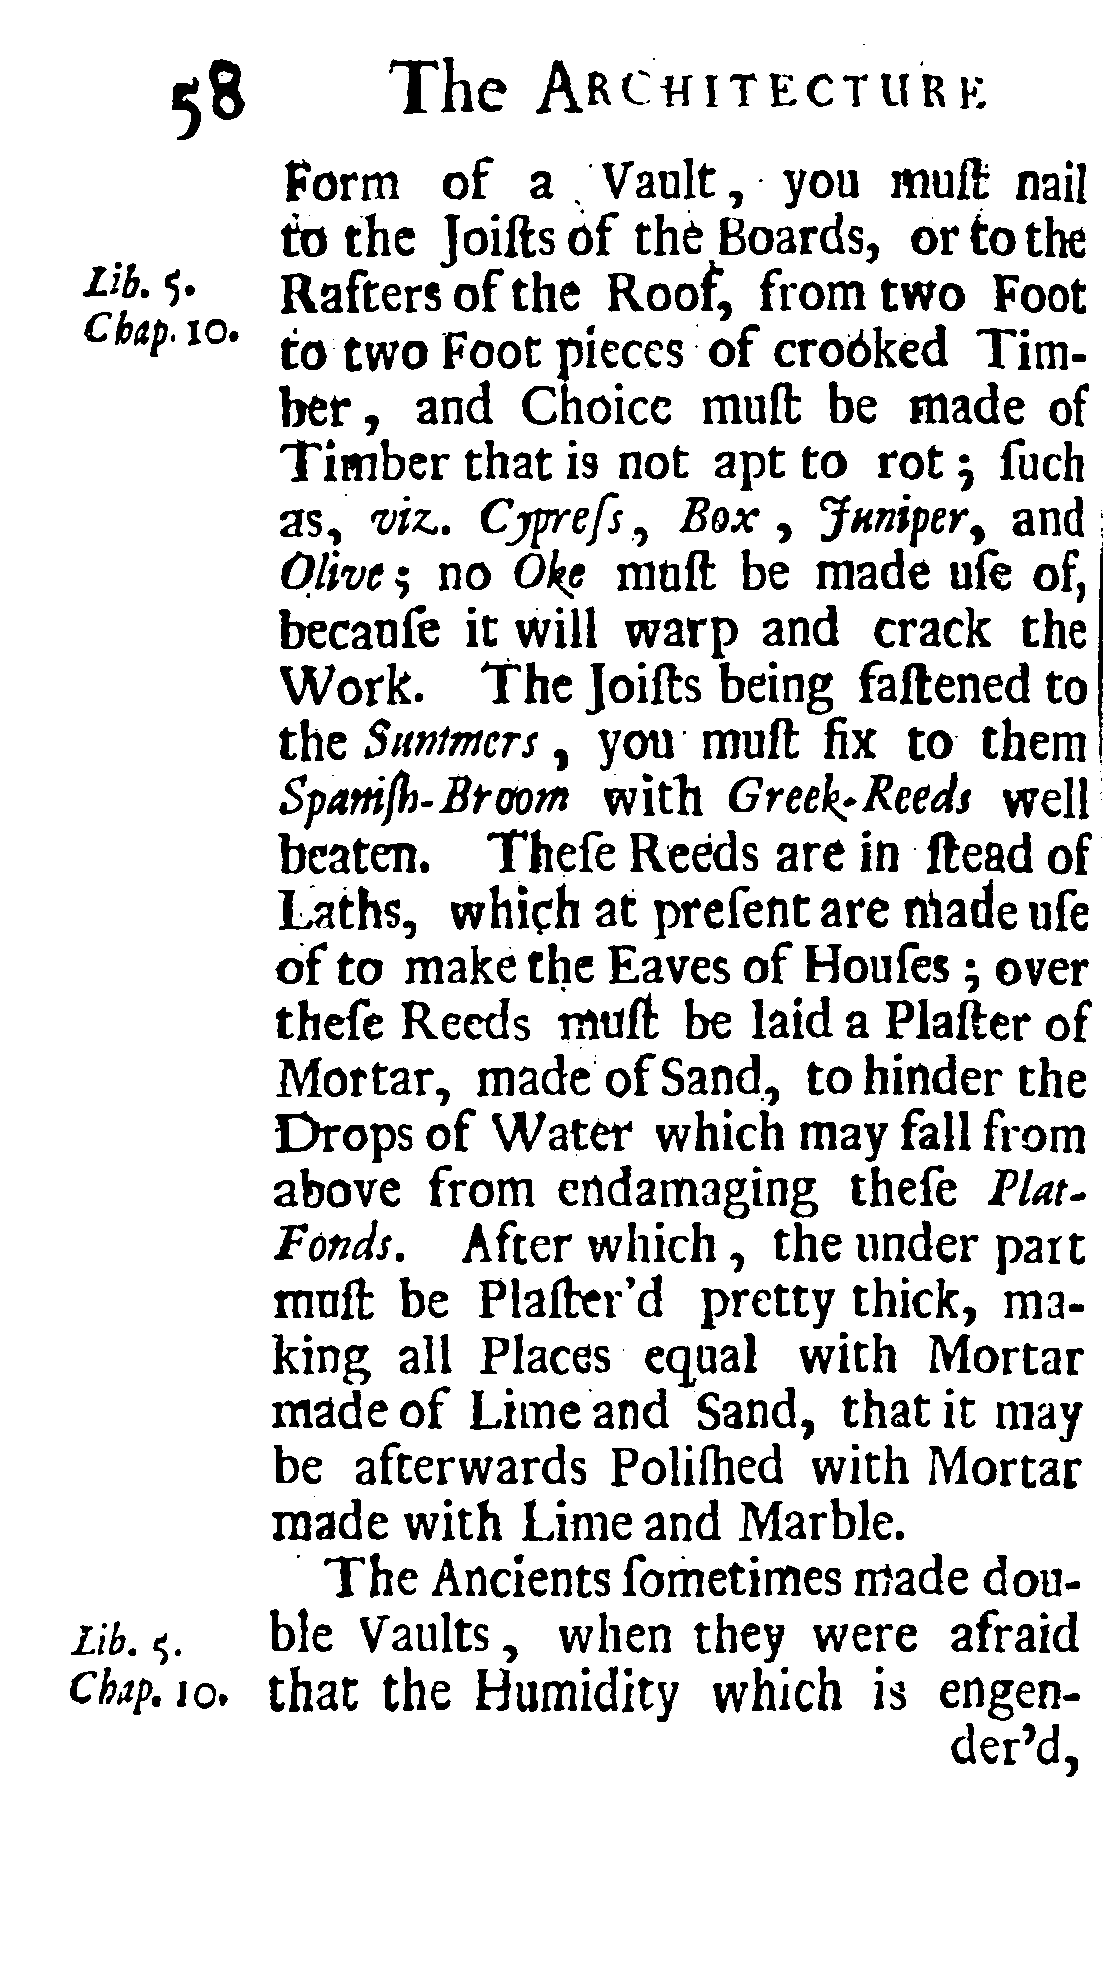 58 The ARCHITECTURE
Form of a Vault, you muſt nail
to the Joiſts of the Boards, or to the
Lib. 5.
Rafters of the Roof, from two Foot
Chap. 10.
to two Foot pieces of crooked Tim-
ber, and Choice muſt be made of
Timber that is not apt to rot; ſuch
as, viz. Cypreſs, Box, Juniper, and
Olive; no Oke muſt be made uſe of,
becauſe it will warp and crack the
Work. The Joiſts being faſtened to
the Summers, you muſt fix to them
Spaniſh-Broom with Greek-Reeds well
beaten. Theſe Reeds are in ſtead of
Laths, which at preſent are made uſe
of to make the Eaves of Houſes; over
theſe Reeds muſt be laid a Plaſter of
Mortar, made of Sand, to hinder the
Drops of Water which may fall from
above from endamaging theſe Plat-
Fonds. After which, the under part
muſt be Plaſter'd pretty thick, ma-
king all Places equal with Mortar
made of Lime and Sand, that it may
be afterwards Poliſhed with Mortar
made with Lime and Marble.
The Ancients ſometimes made dou-
Lib. 5.
ble Vaults, when they were afraid
Chap. 10.
that the Humidity which is engen-
der'd,